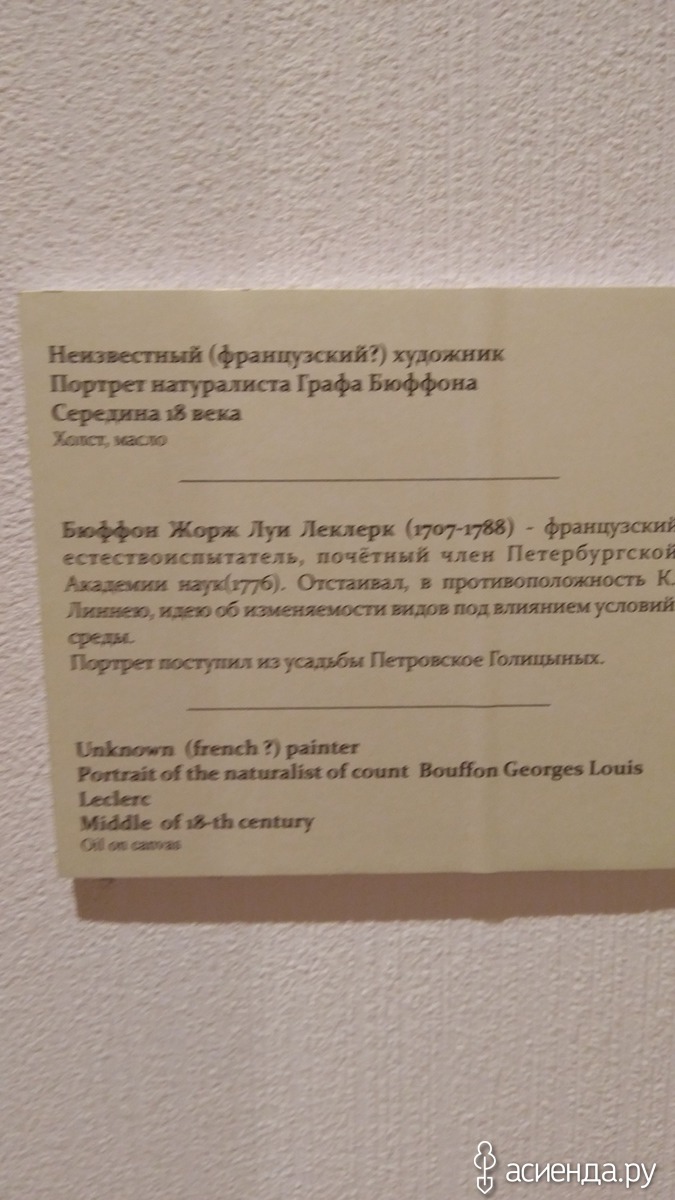 Неизвестный (французский?) художник
Портрет натуралиста Графа Бюффона
Середина 18 века
Холст, масло
Бюффон Жорж Луи Леклерк (1707-1788) - французский
естествоиспытатель, почётный член Петербургской
Академии наук(1776). Отстаивал, в противоположность К.
Линнею, идею об изменяемости видов под влиянием условий
среды.
Портрет поступил из усадьбы Петровское Голицыных.
Unknown (french ?) painter
Portrait of the naturalist of count Bouffon Georges Louis
Leclerc
Middle of 18-th century
Oil on canvas
асиенда.ру